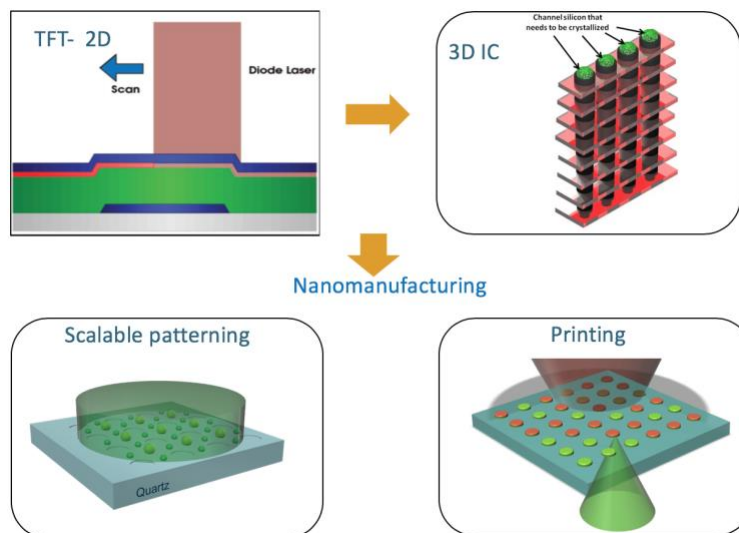 TFT- 2D
Scan
Diode Laser
3D IC
Channel silicon that
needs to be crystallized
Nanomanufacturing
Scalable patterning
Quartz
Printing